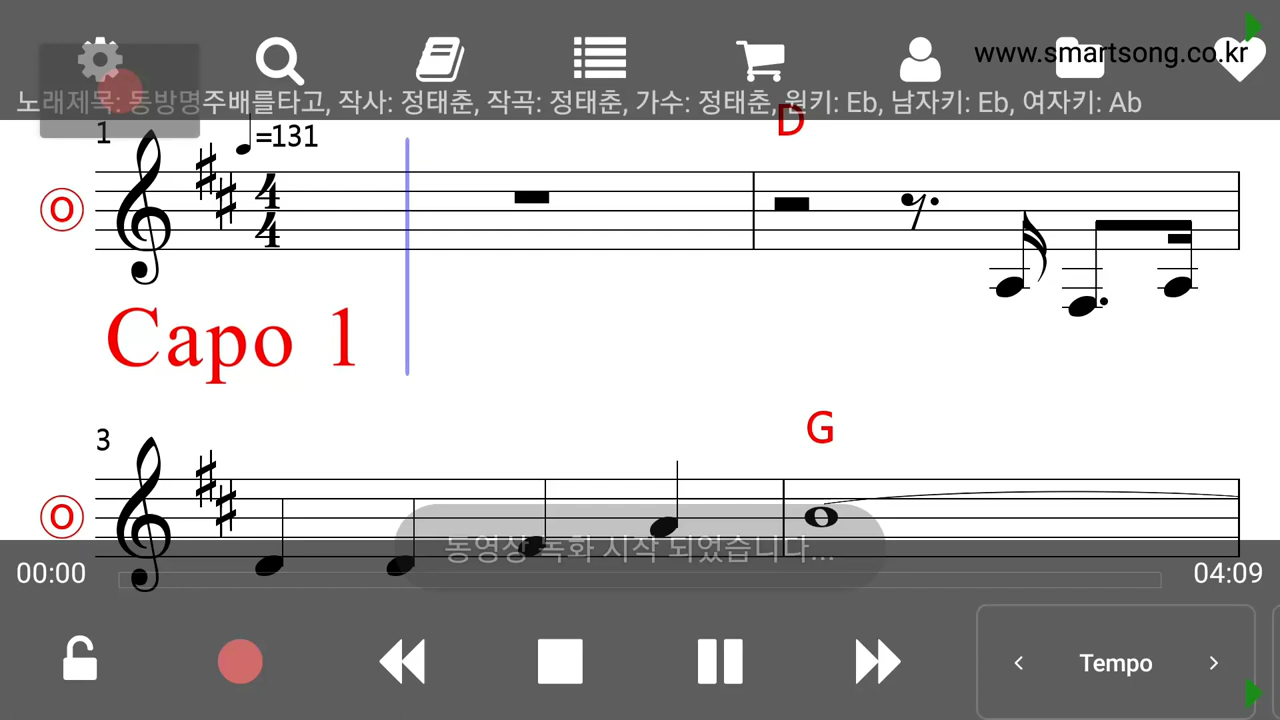 www.smartsong.co.kr
노래제목: 동방명주배를타고, 작사: 정태춘, 작곡: 정태춘, 가수: 정태춘, 원키: Eb, 남자키: Eb, 여자키: Ab
1
=131
D
4
4
O
Capo 1
3
G
O
동영상 녹화 시작 되었습니다...
00:00
04:09
< Tempo >